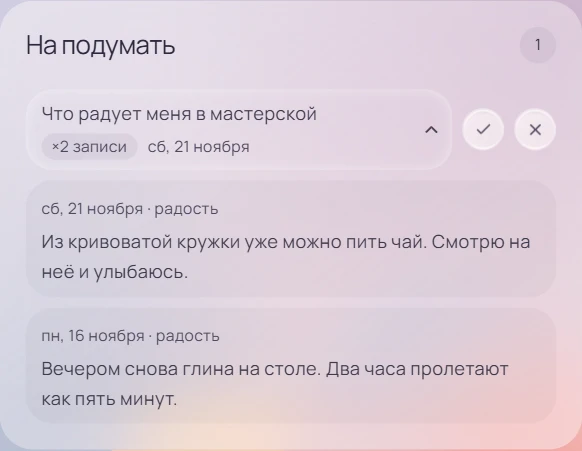 На подумать
1
Что радует меня в мастерской
×2 записи сб, 21 ноября
сб, 21 ноября · радость
Из кривоватой кружки уже можно пить чай. Смотрю на
неё и улыбаюсь.
пн, 16 ноября · радость
Вечером снова глина на столе. Два часа пролетают
как пять минут.